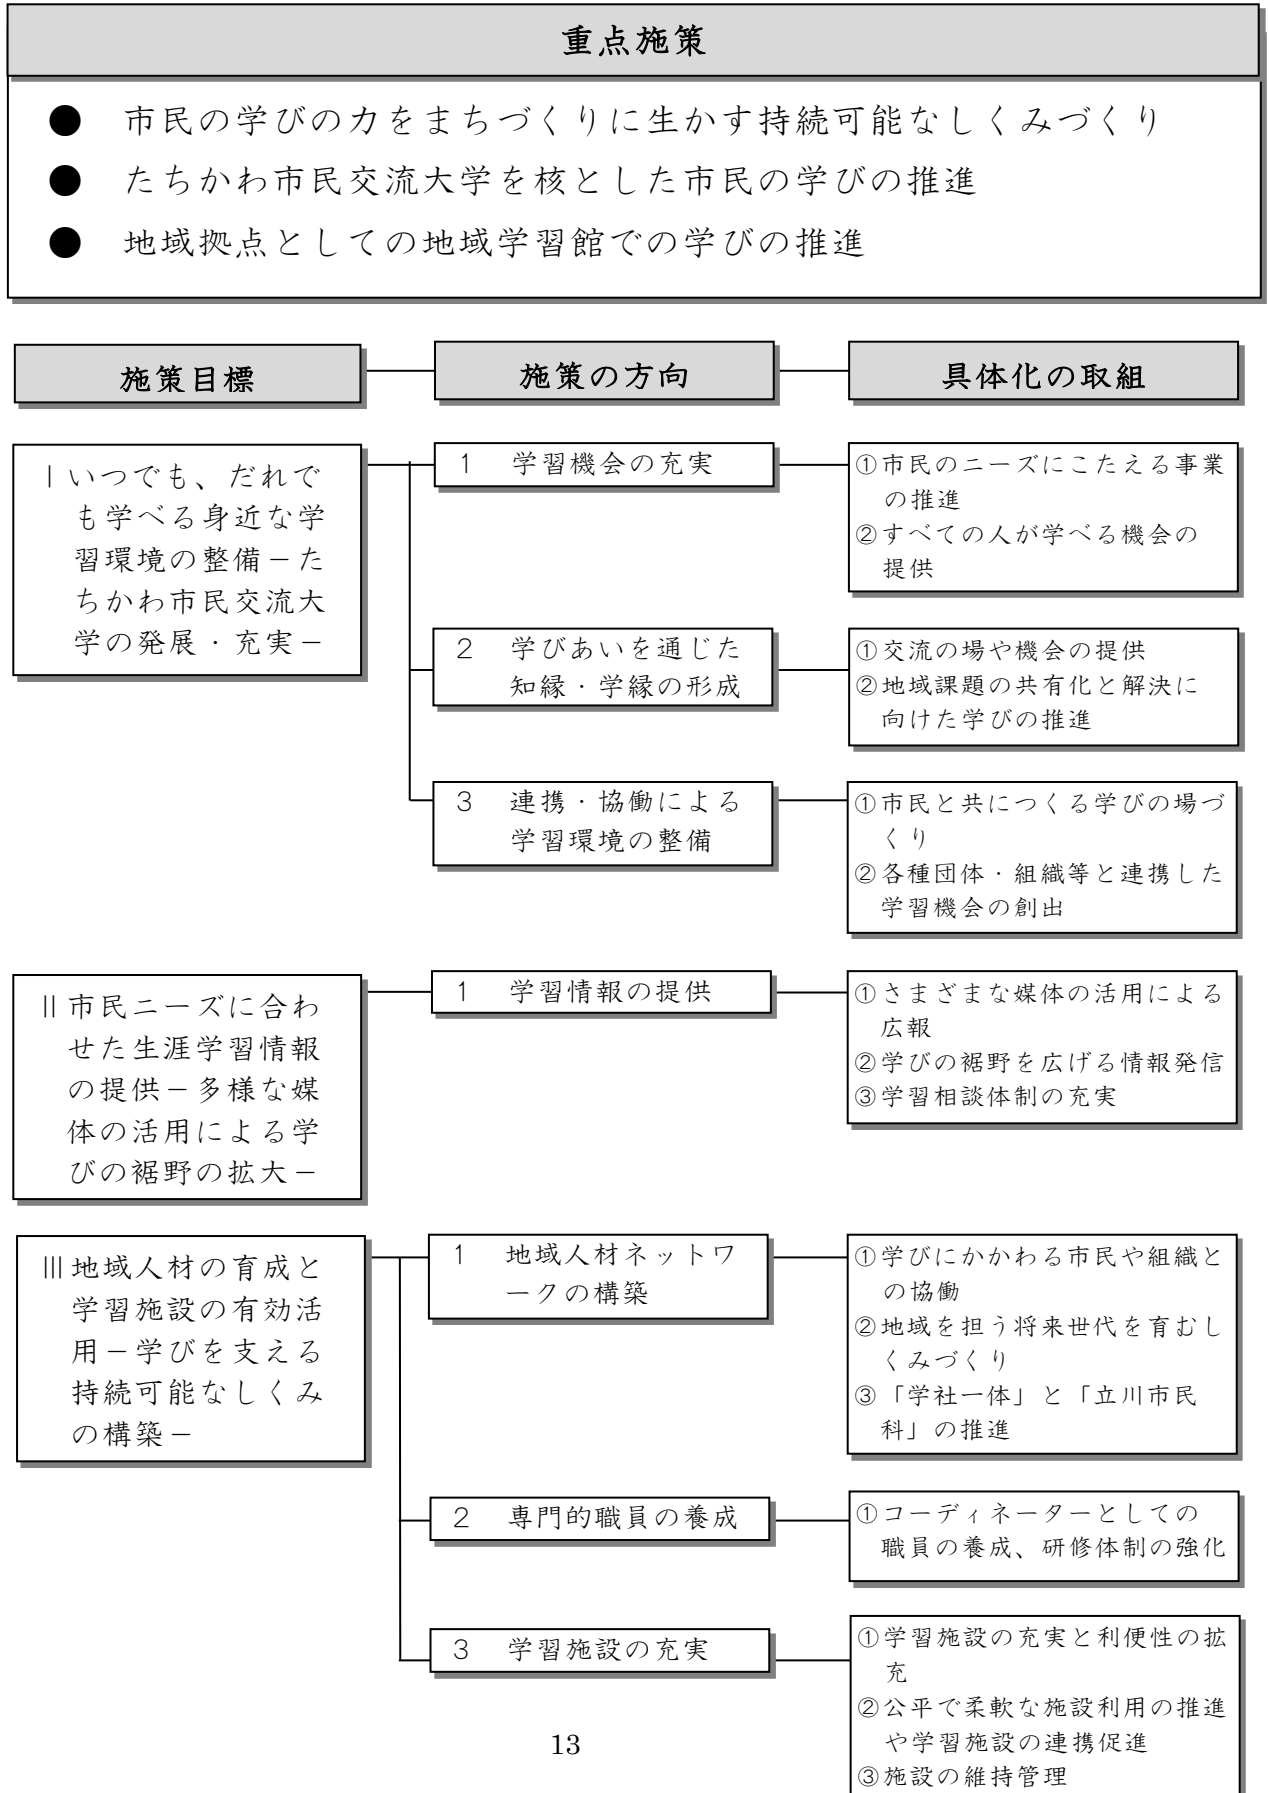 重点施策
● 市民の学びの力をまちづくりに生かす持続可能なしくみづくり
● たちかわ市民交流大学を核とした市民の学びの推進
● 地域拠点としての地域学習館での学びの推進
施策目標
施策の方向
具体化の取組
Ⅰいつでも、だれで
も学べる身近な学
習環境の整備－た
ちかわ市民交流大
学の発展・充実－
1 学習機会の充実
①市民のニーズにこたえる事業
の推進
②すべての人が学べる機会の
提供
2 学びあいを通じた
知縁・学縁の形成
①交流の場や機会の提供
②地域課題の共有化と解決に
向けた学びの推進
3 連携・協働による
学習環境の整備
①市民と共につくる学びの場づ
くり
②各種団体・組織等と連携した
学習機会の創出
Ⅱ市民ニーズに合わ
せた生涯学習情報
の提供－多様な媒
体の活用による学
びの裾野の拡大－
1 学習情報の提供
①さまざまな媒体の活用による
広報
②学びの裾野を広げる情報発信
③学習相談体制の充実
Ⅲ地域人材の育成と
学習施設の有効活
用－学びを支える
持続可能なしくみ
の構築－
1 地域人材ネットワ
ークの構築
①学びにかかわる市民や組織と
の協働
②地域を担う将来世代を育むし
くみづくり
③「学社一体」と「立川市民
科」の推進
2 専門的職員の養成
①コーディネーターとしての
職員の養成、研修体制の強化
3 学習施設の充実
①学習施設の充実と利便性の拡
充
②公平で柔軟な施設利用の推進
や学習施設の連携促進
③施設の維持管理
13